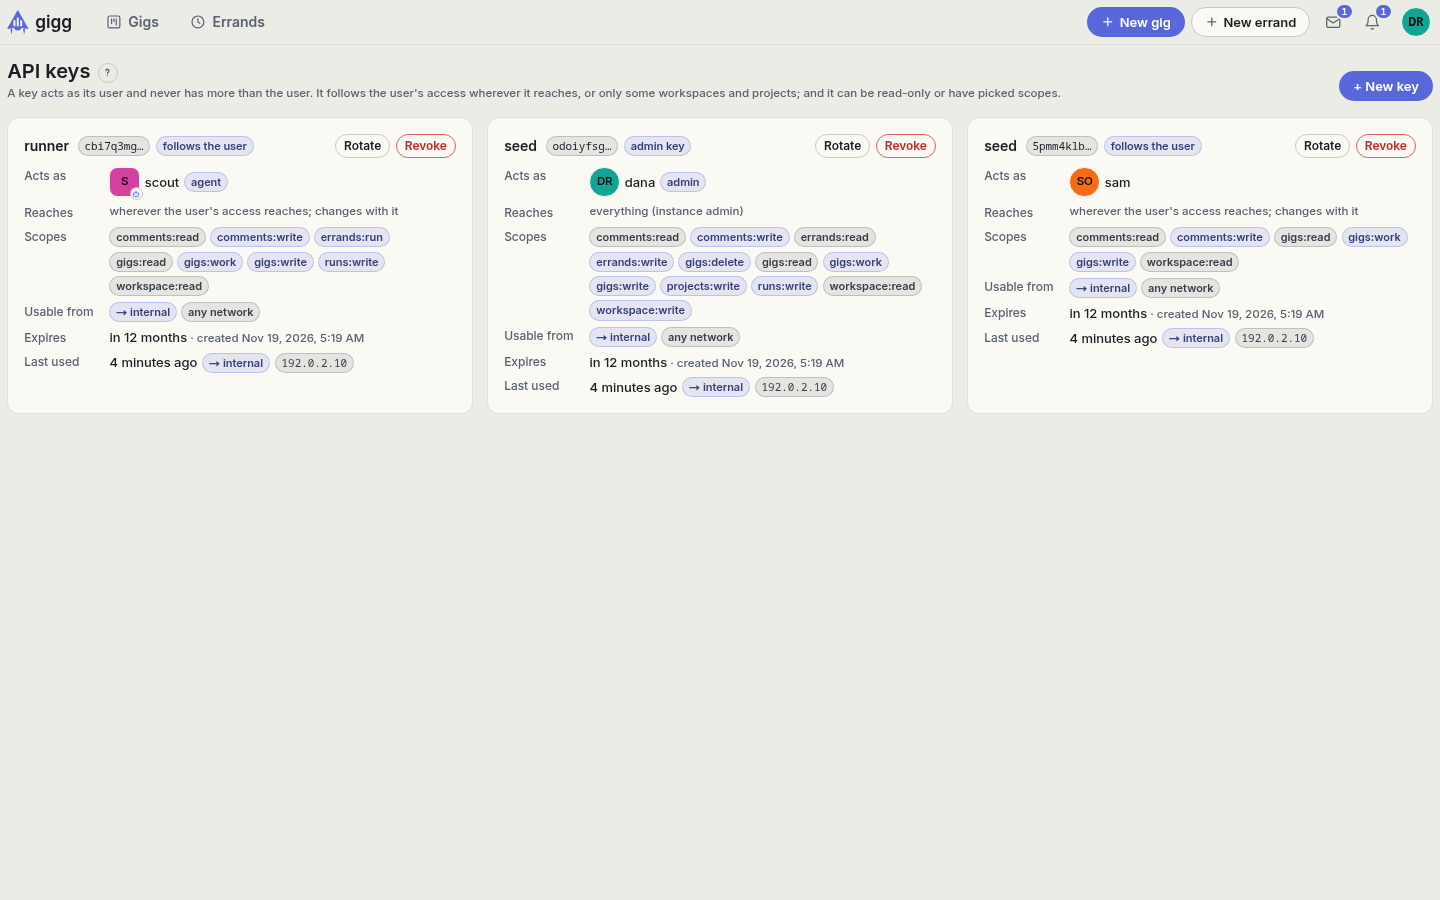 gigg
Gigs
Errands
+ New gig
+ New errand
1
1
DR
API keys ?
A key acts as its user and never has more than the user. It follows the user's access wherever it reaches, or only some workspaces and projects; and it can be read-only or have picked scopes.
+ New key
runner cbi7q3mg… follows the user Rotate Revoke
Acts as S scout agent
Reaches wherever the user's access reaches; changes with it
Scopes comments:read comments:write errands:run
gigs:read gigs:work gigs:write runs:write
workspace:read
Usable from → internal any network
Expires in 12 months · created Nov 19, 2026, 5:19 AM
Last used 4 minutes ago → internal 192.0.2.10
seed odoiyfsg… admin key Rotate Revoke
Acts as DR dana admin
Reaches everything (instance admin)
Scopes comments:read comments:write errands:read
errands:write gigs:delete gigs:read gigs:work
gigs:write projects:write runs:write workspace:read
workspace:write
Usable from → internal any network
Expires in 12 months · created Nov 19, 2026, 5:19 AM
Last used 4 minutes ago → internal 192.0.2.10
seed 5pmm4klb… follows the user Rotate Revoke
Acts as SO sam
Reaches wherever the user's access reaches; changes with it
Scopes comments:read comments:write gigs:read gigs:work
gigs:write workspace:read
Usable from → internal any network
Expires in 12 months · created Nov 19, 2026, 5:19 AM
Last used 4 minutes ago → internal 192.0.2.10